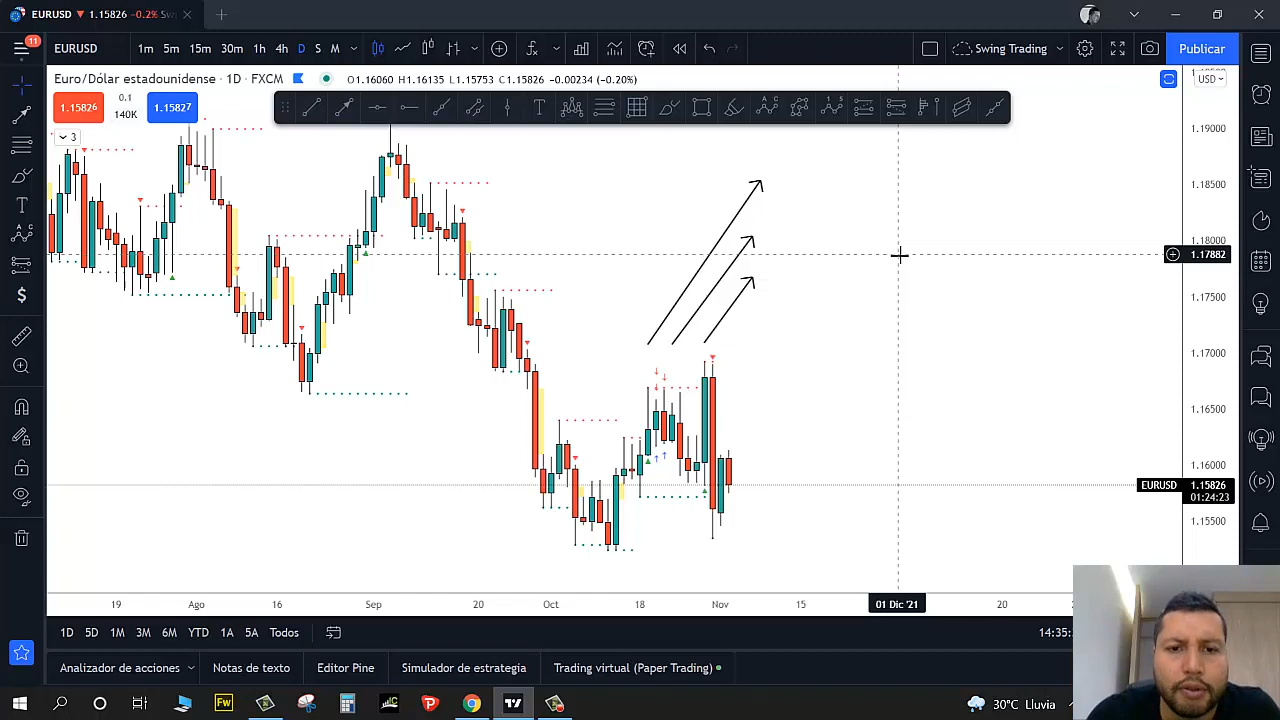 EURUSD ▼ 1.15826 -0.2% Sw
11
EURUSD 1m 5m 15m 30m 1h 4h D S M
Swing Trading
Publicar
Euro/Dólar estadounidense · 1D · FXCM O1.16060 H1.16135 L1.15753 C1.15826 -0.00234 (-0.20%)
USD
1.15826 0.1 140K 1.15827
3
1.19000
1.18500
1.18000
1.17882
1.17500
1.17000
1.16500
1.16000
EURUSD 1.15826
01:24:23
1.15500
19 Ago 16 Sep 20 Oct 18 Nov 15 01 Dic '21 20
1D 5D 1M 3M 6M YTD 1A 5A Todos
14:35:
Analizador de acciones Notas de texto Editor Pine Simulador de estrategia Trading virtual (Paper Trading)
Fw
30°C Lluvia